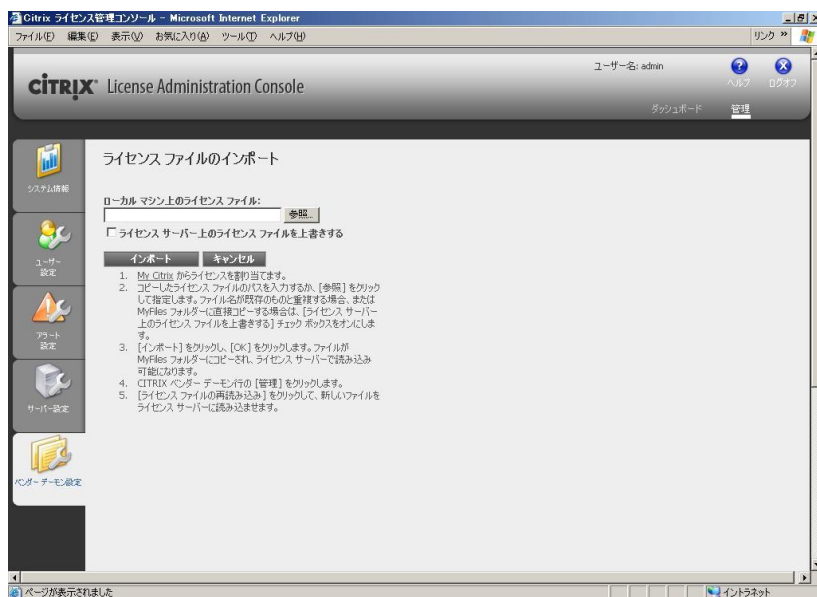 Citrix ライセンス管理コンソール - Microsoft Internet Explorer
ファイル(F) 編集(E) 表示(V) お気に入り(A) ツール(T) ヘルプ(H)
リンク »
ユーザー名: admin
ヘルプ
ログオフ
CİTRIX License Administration Console
ダッシュボード
管理
システム情報
ユーザー
設定
アラート
設定
サーバー設定
ベンダー デーモン設定
ライセンス ファイルのインポート
ローカル マシン上のライセンス ファイル:
参照...
ライセンス サーバー上のライセンス ファイルを上書きする
インポート
キャンセル
1. My Citrix からライセンスを割り当てます。
2. コピーしたライセンス ファイルのパスを入力するか、[参照] をクリック
して指定します。ファイル名が既存のものと重複する場合、または
MyFiles フォルダーに直接コピーする場合は、[ライセンス サーバー
上のライセンス ファイルを上書きする] チェック ボックスをオンにしま
す。
3. [インポート] をクリックし、[OK] をクリックします。ファイルが
MyFiles フォルダーにコピーされ、ライセンス サーバーで読み込み
可能になります。
4. CITRIX ベンダー デーモン行の [管理] をクリックします。
5. [ライセンス ファイルの再読み込み] をクリックして、新しいファイルを
ライセンス サーバーに読み込ませます。
ページが表示されました
イントラネット